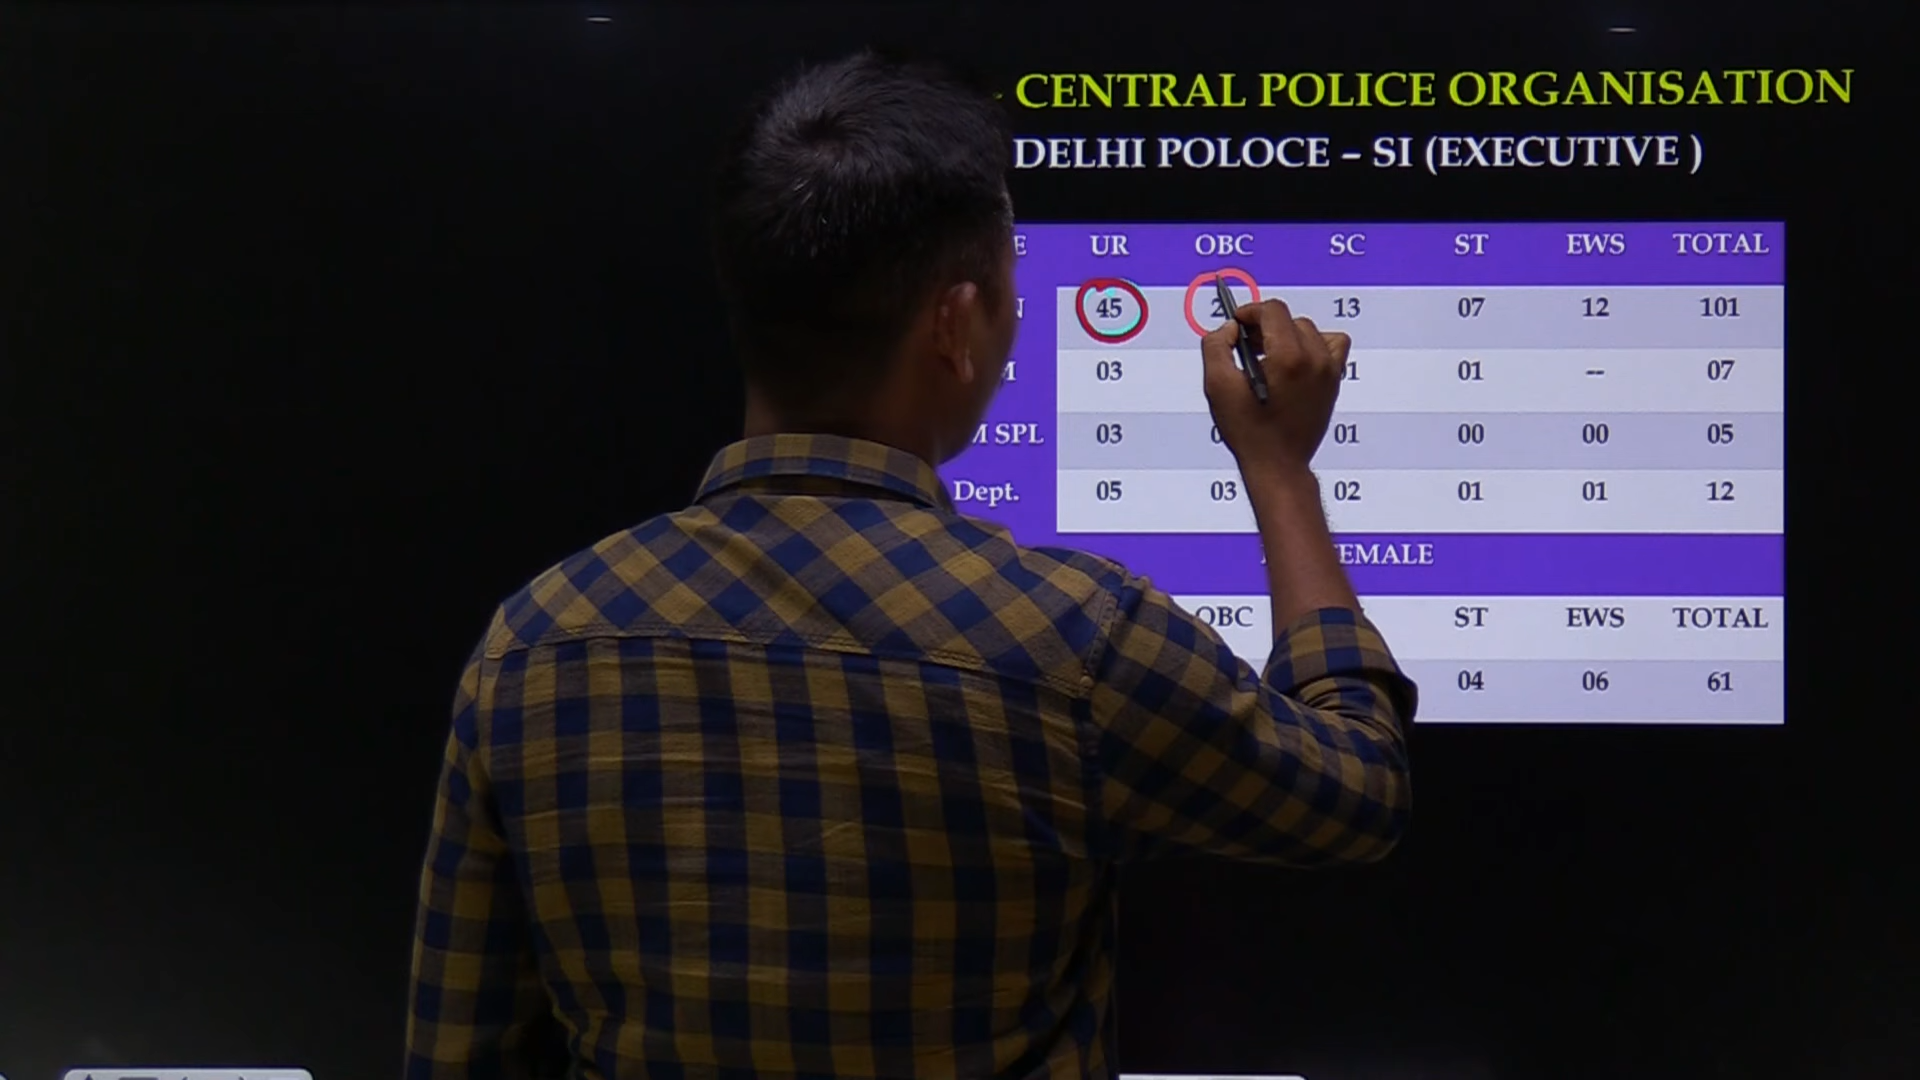 - CENTRAL POLICE ORGANISATION
DELHI POLOCE – SI (EXECUTIVE )
UR OBC SC ST EWS TOTAL
45 13 07 12 101
03 01 -- 07
SPL 03 01 00 00 05
Dept. 05 03 02 01 01 12
OBC ST EWS TOTAL
04 06 61